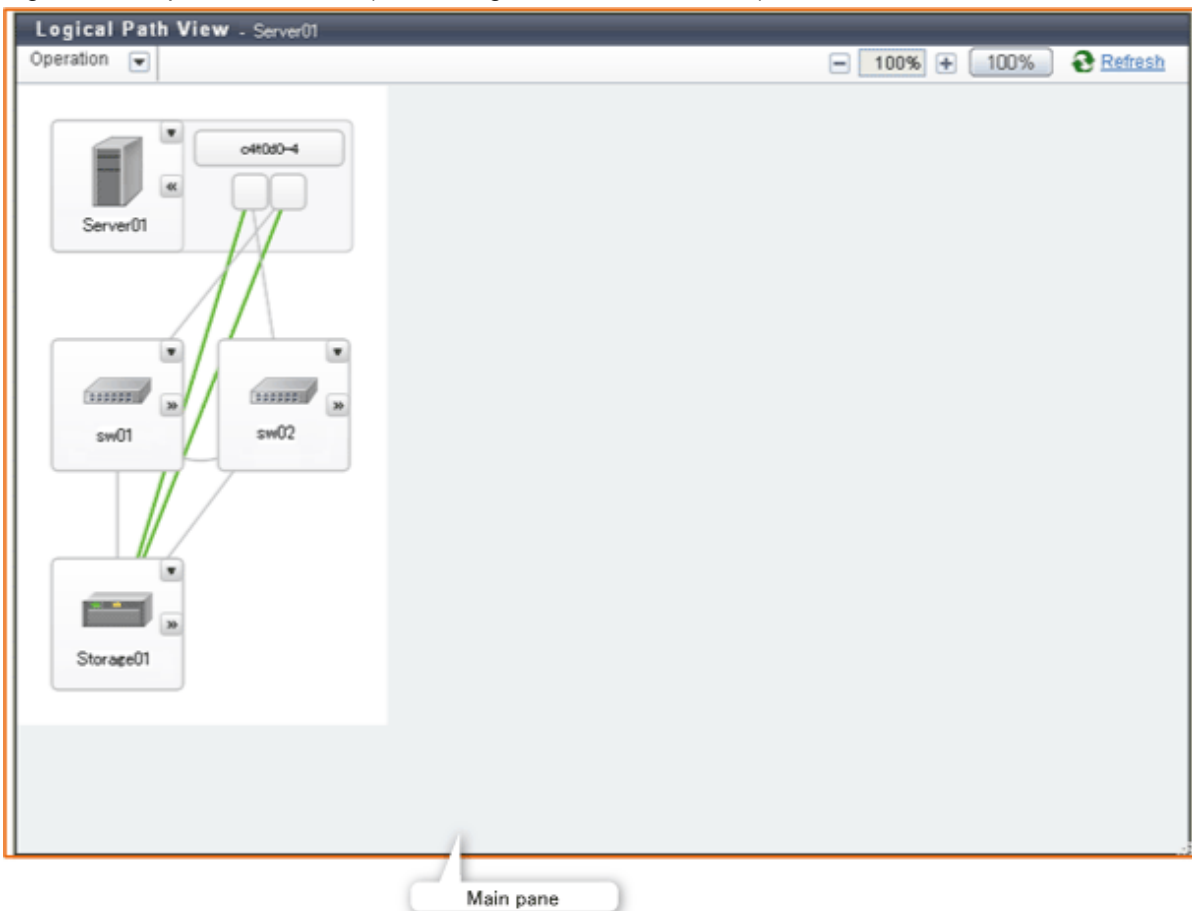 Logical Path View - Server01
Operation
100%
100%
Refresh
c4t0d0-4
Server01
sw01
sw02
Storage01
Main pane